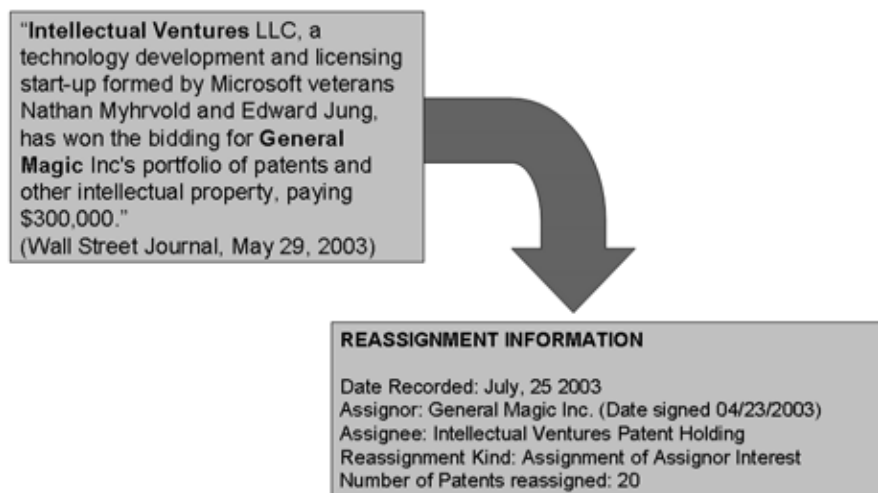 “Intellectual Ventures LLC, a
technology development and licensing
start-up formed by Microsoft veterans
Nathan Myhrvold and Edward Jung,
has won the bidding for General
Magic Inc's portfolio of patents and
other intellectual property, paying
$300,000.”
(Wall Street Journal, May 29, 2003)
REASSIGNMENT INFORMATION
Date Recorded: July, 25 2003
Assignor: General Magic Inc. (Date signed 04/23/2003)
Assignee: Intellectual Ventures Patent Holding
Reassignment Kind: Assignment of Assignor Interest
Number of Patents reassigned: 20